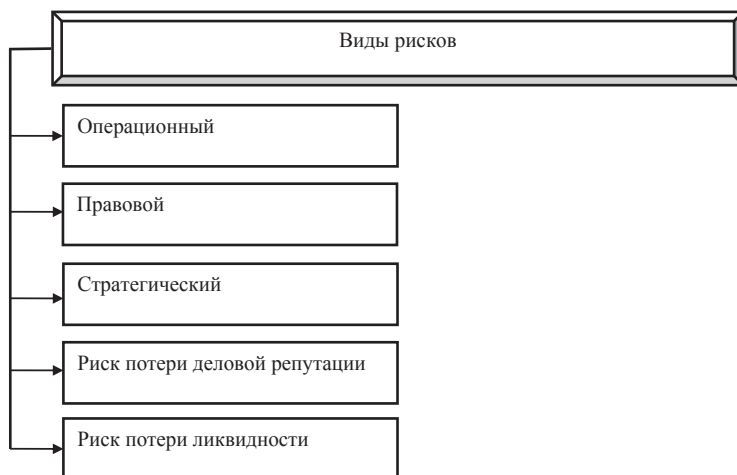 Виды рисков
Операционный
Правовой
Стратегический
Риск потери деловой репутации
Риск потери ликвидности